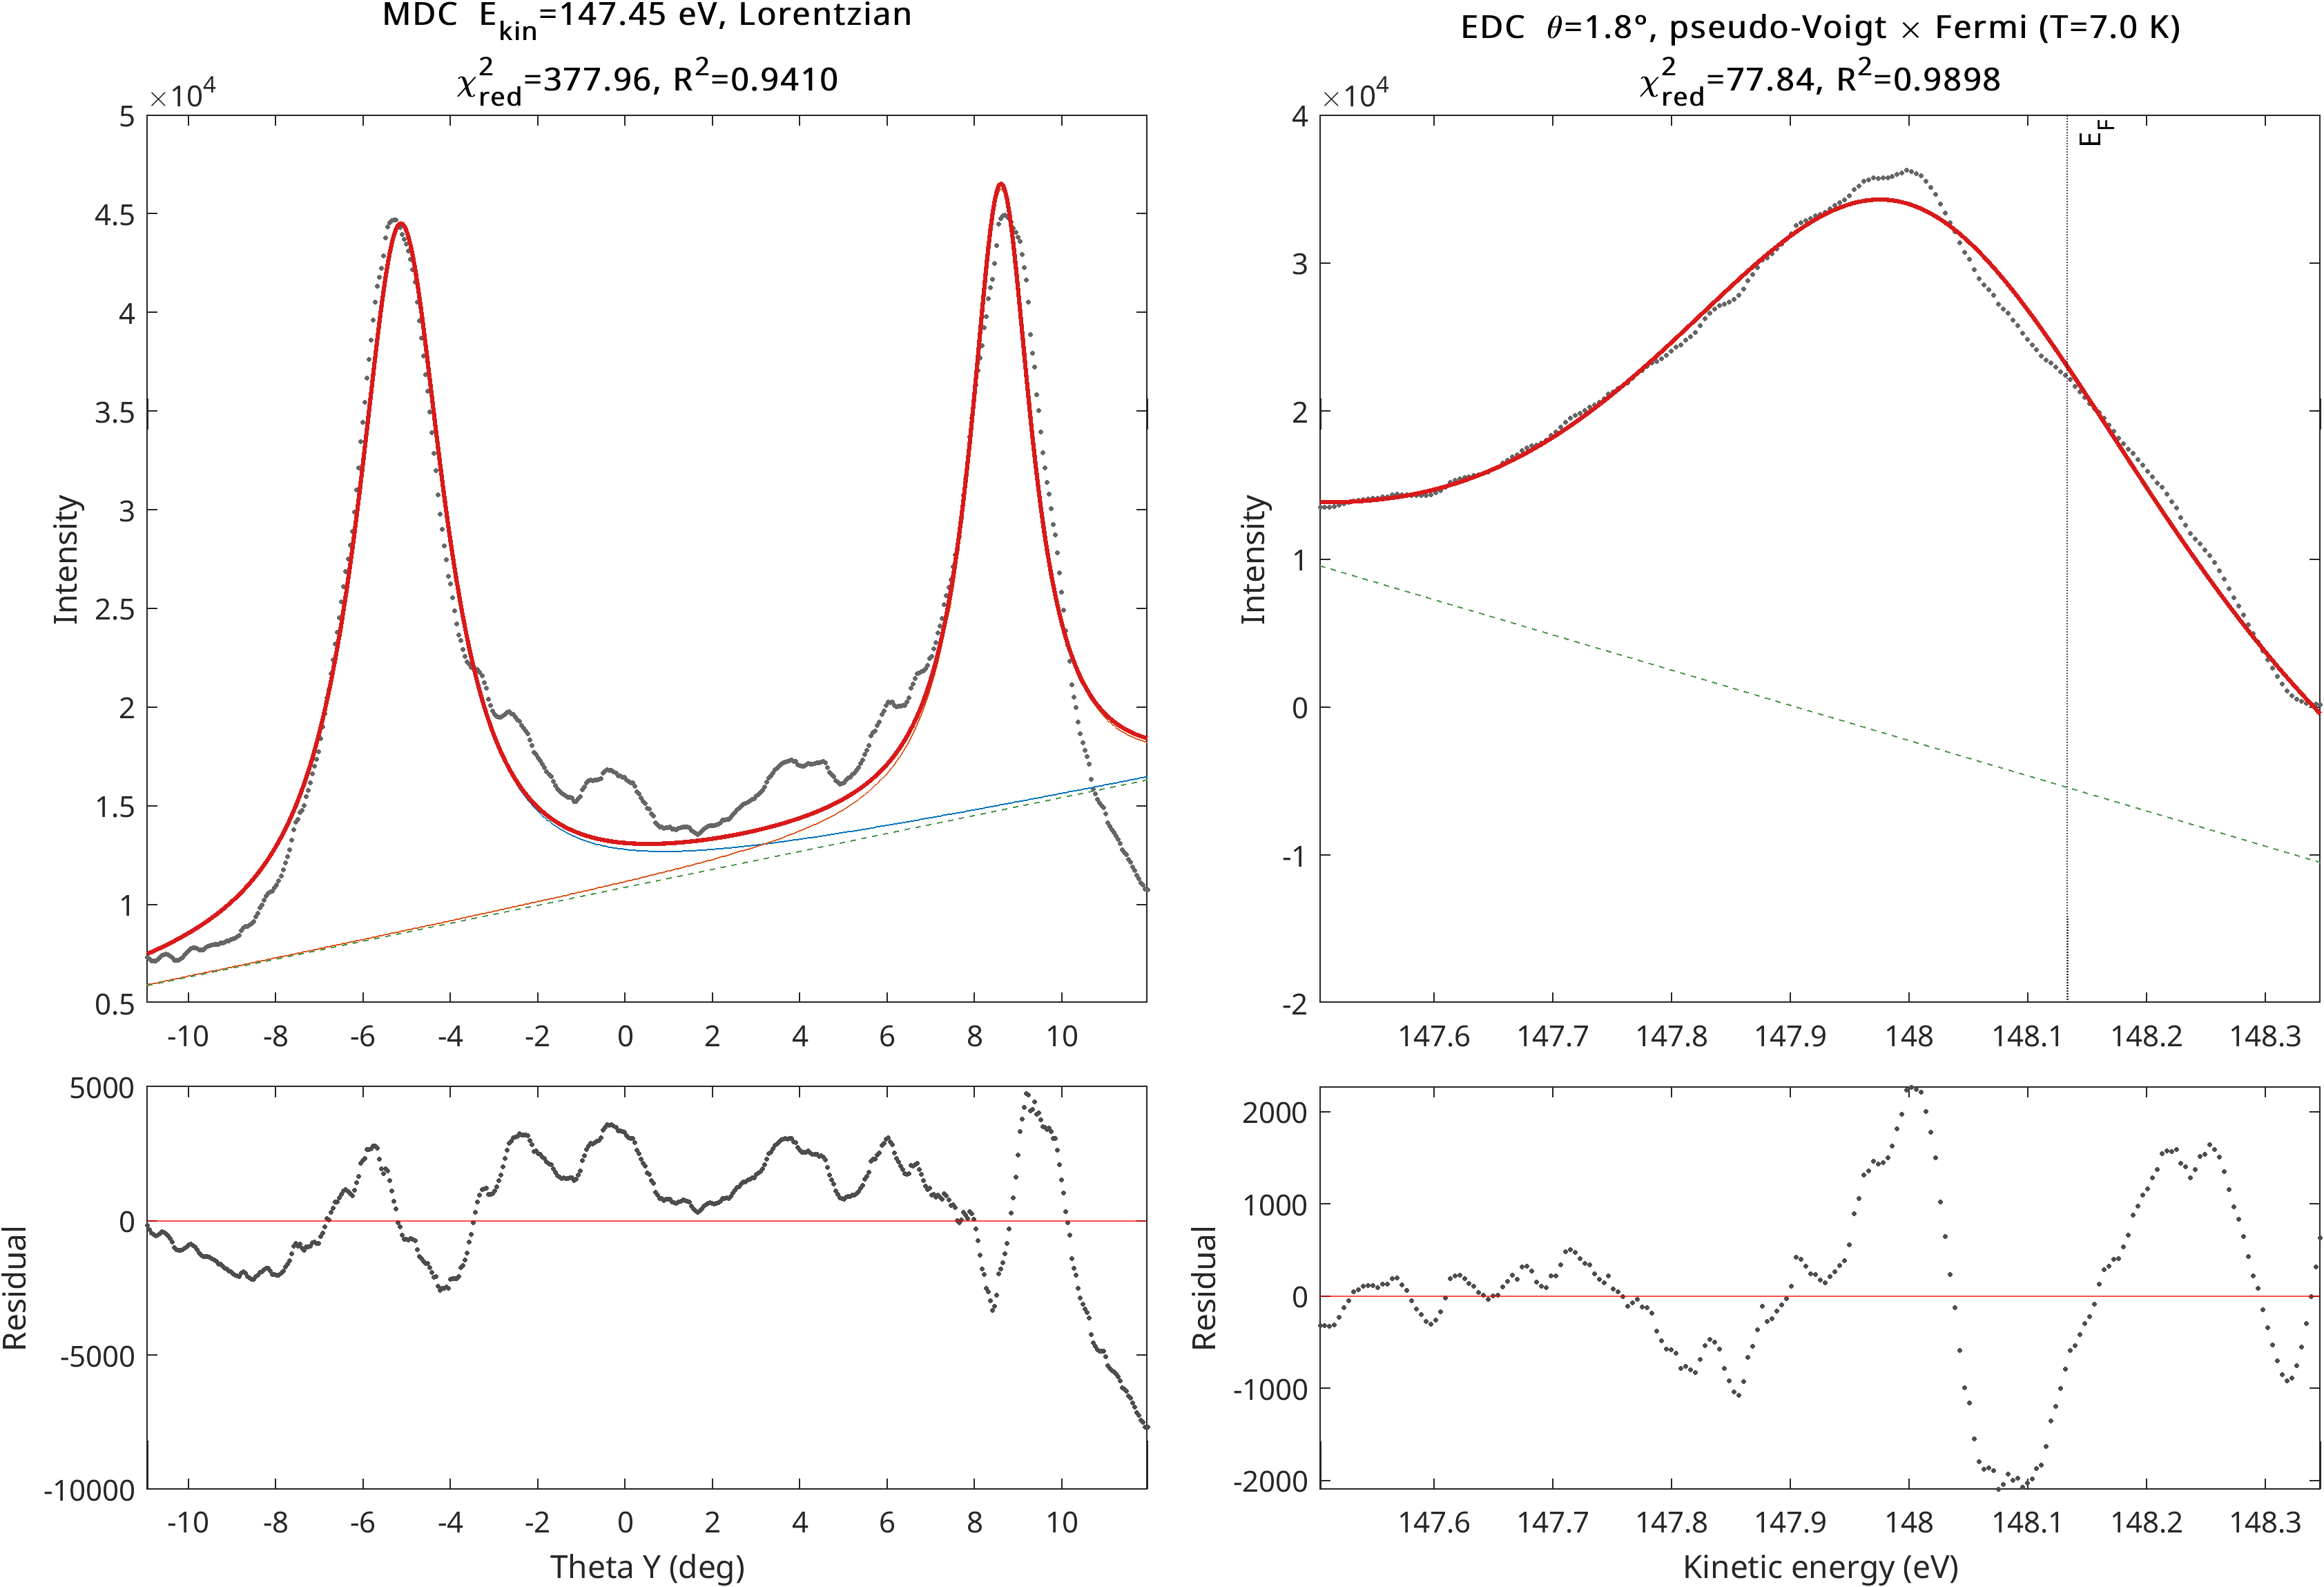 MDC E_kin=147.45 eV, Lorentzian
χ²_red=377.96, R²=0.9410
×10⁴
5
4.5
4
3.5
3
2.5
2
1.5
1
0.5
Intensity
-10 -8 -6 -4 -2 0 2 4 6 8 10
5000
0
-5000
-10000
Residual
-10 -8 -6 -4 -2 0 2 4 6 8 10
Theta Y (deg)
EDC θ=1.8°, pseudo-Voigt × Fermi (T=7.0 K)
χ²_red=77.84, R²=0.9898
×10⁴
E_F
4
3
2
1
0
-1
-2
Intensity
147.6 147.7 147.8 147.9 148 148.1 148.2 148.3
2000
1000
0
-1000
-2000
Residual
147.6 147.7 147.8 147.9 148 148.1 148.2 148.3
Kinetic energy (eV)